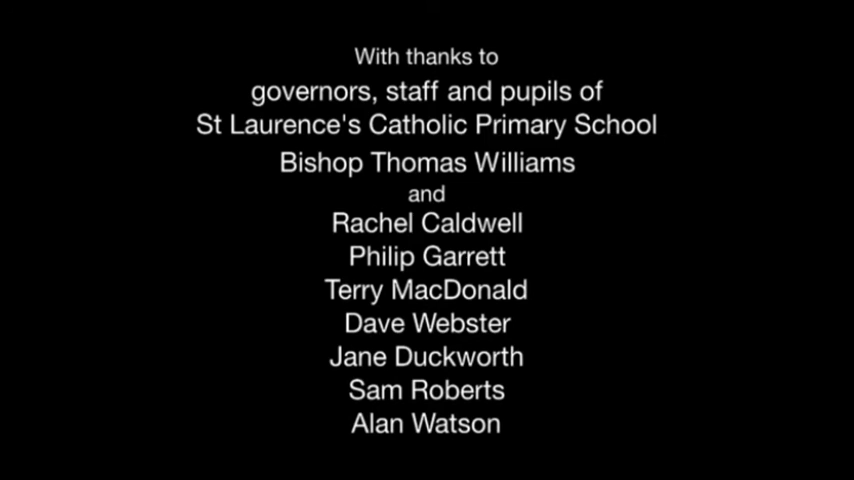 With thanks to
governors, staff and pupils of
St Laurence's Catholic Primary School
Bishop Thomas Williams
and
Rachel Caldwell
Philip Garrett
Terry MacDonald
Dave Webster
Jane Duckworth
Sam Roberts
Alan Watson